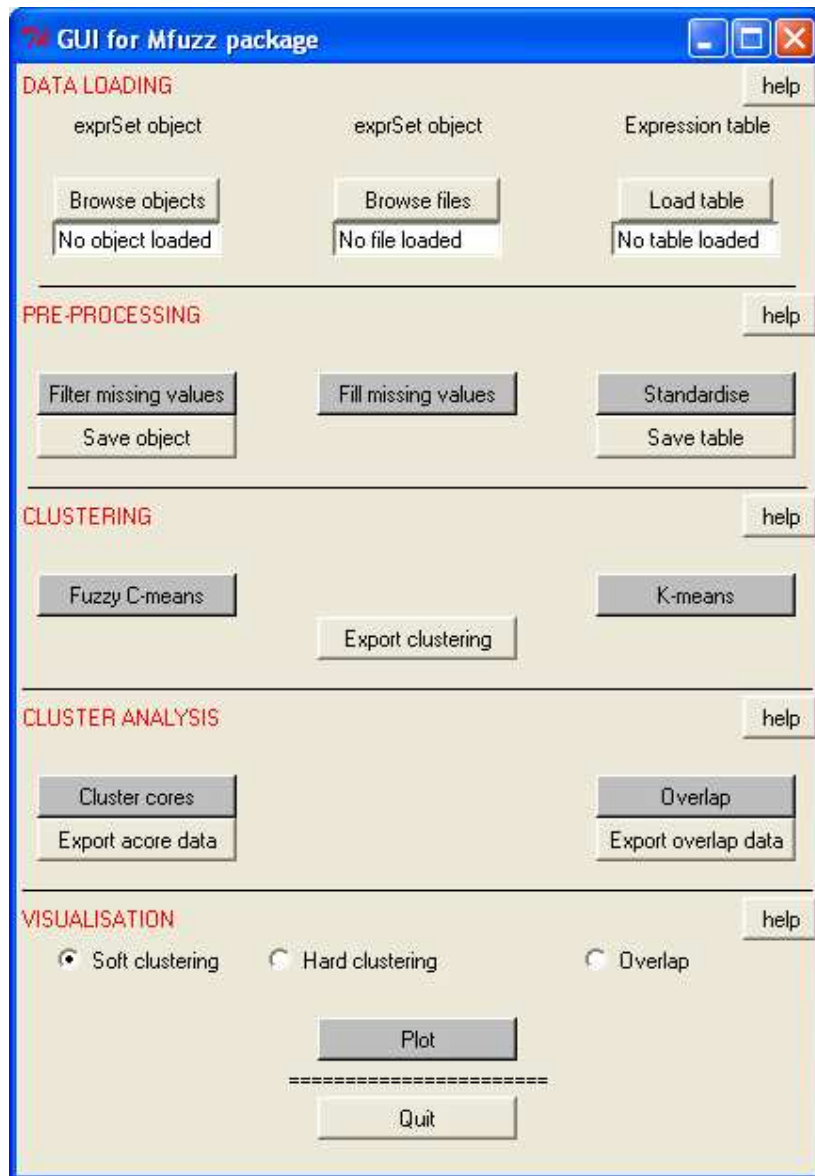 GUI for Mfuzz package
DATA LOADING help
exprSet object exprSet object Expression table
Browse objects Browse files Load table
No object loaded No file loaded No table loaded
PRE-PROCESSING help
Filter missing values Fill missing values Standardise
Save object Save table
CLUSTERING help
Fuzzy C-means K-means
Export clustering
CLUSTER ANALYSIS help
Cluster cores Overlap
Export acore data Export overlap data
VISUALISATION help
Soft clustering Hard clustering Overlap
Plot
=======================
Quit